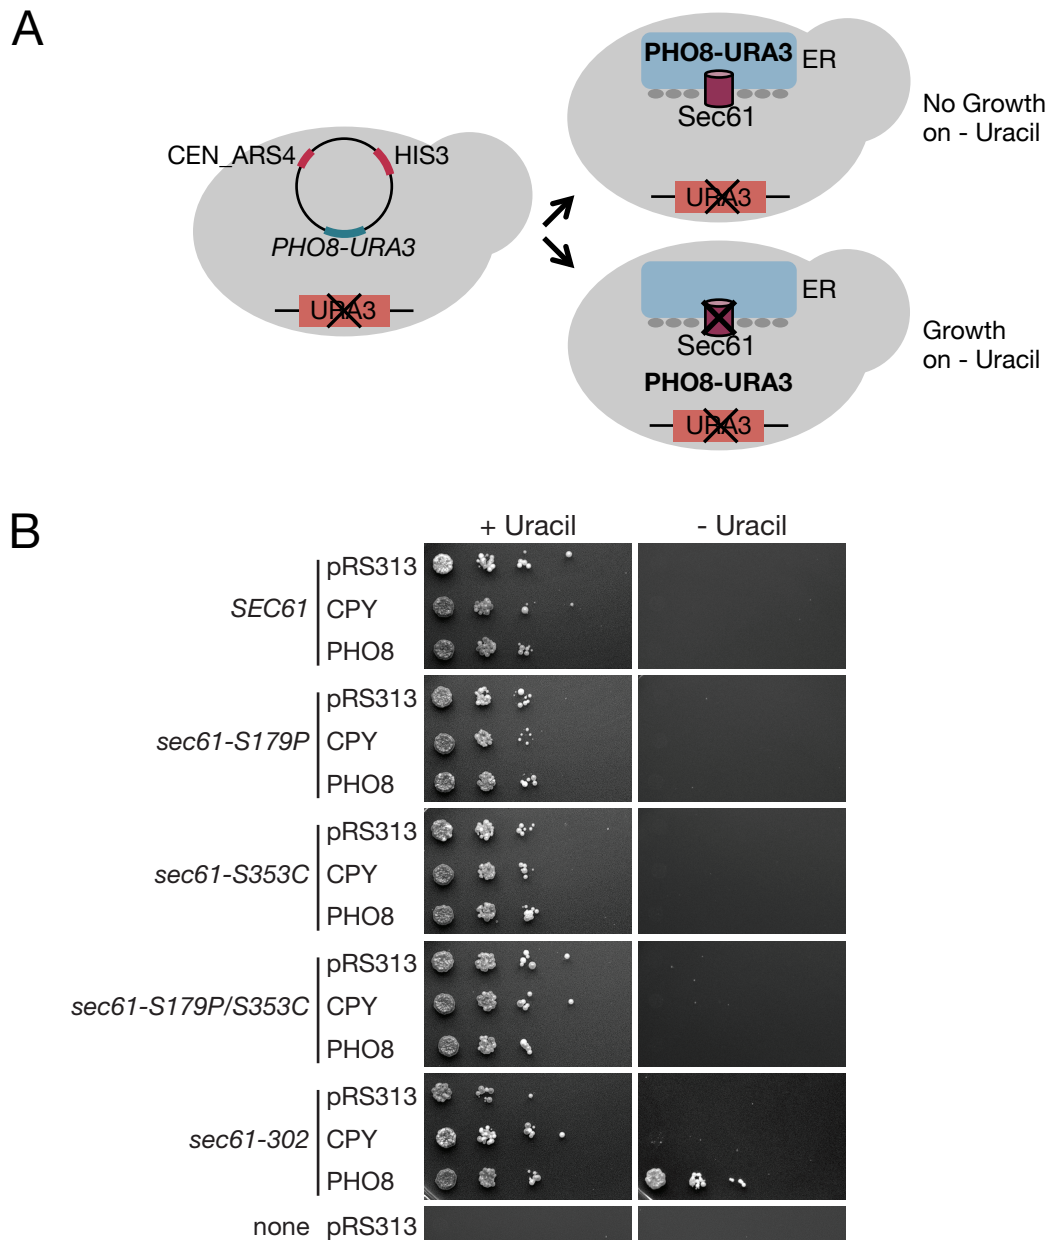 A
CEN_ARS4
HIS3
PHO8-URA3
URA3
PHO8-URA3
ER
Sec61
URA3
No Growth
on - Uracil
ER
Sec61
PHO8-URA3
URA3
Growth
on - Uracil
B
+ Uracil
- Uracil
SEC61
pRS313
CPY
PHO8
sec61-S179P
pRS313
CPY
PHO8
sec61-S353C
pRS313
CPY
PHO8
sec61-S179P/S353C
pRS313
CPY
PHO8
sec61-302
pRS313
CPY
PHO8
none pRS313